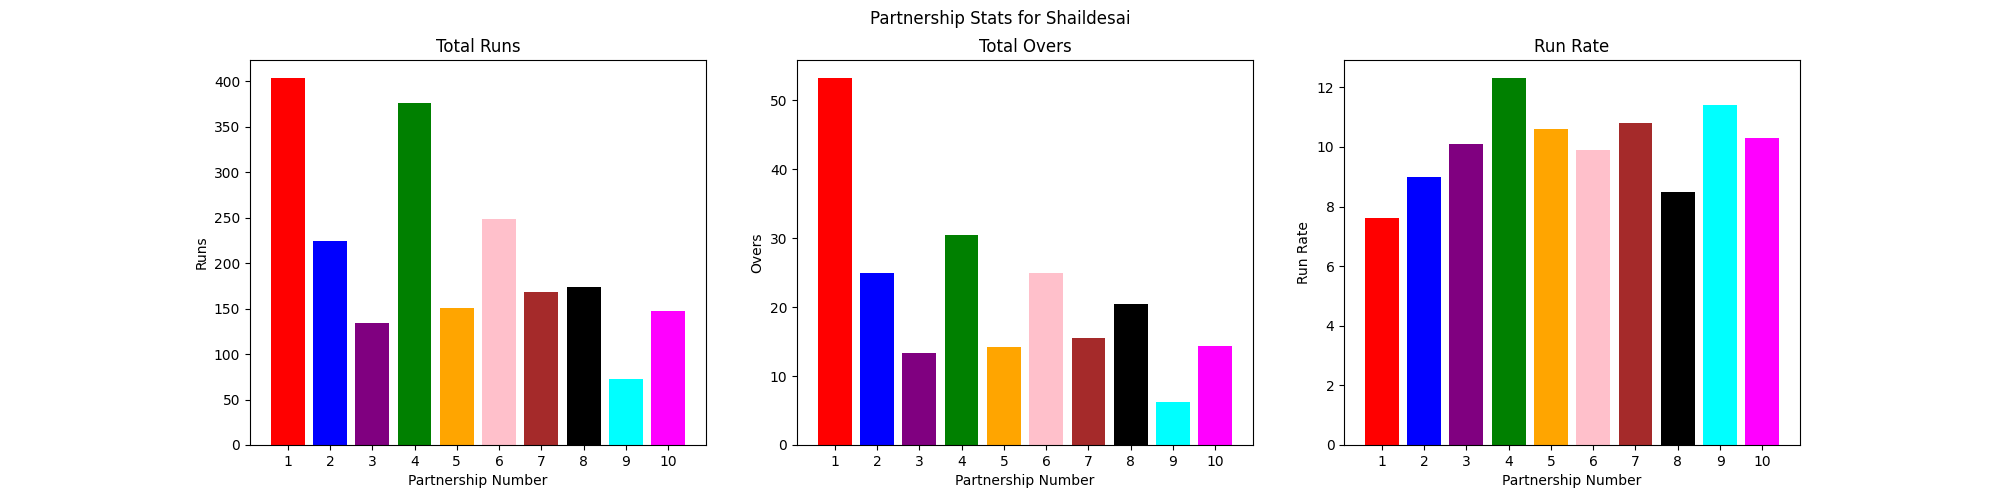 Partnership Stats for Shaildesai
Total Runs
Runs
400
350
300
250
200
150
100
50
0
1 2 3 4 5 6 7 8 9 10
Partnership Number
Total Overs
Overs
50
40
30
20
10
0
1 2 3 4 5 6 7 8 9 10
Partnership Number
Run Rate
Run Rate
12
10
8
6
4
2
0
1 2 3 4 5 6 7 8 9 10
Partnership Number